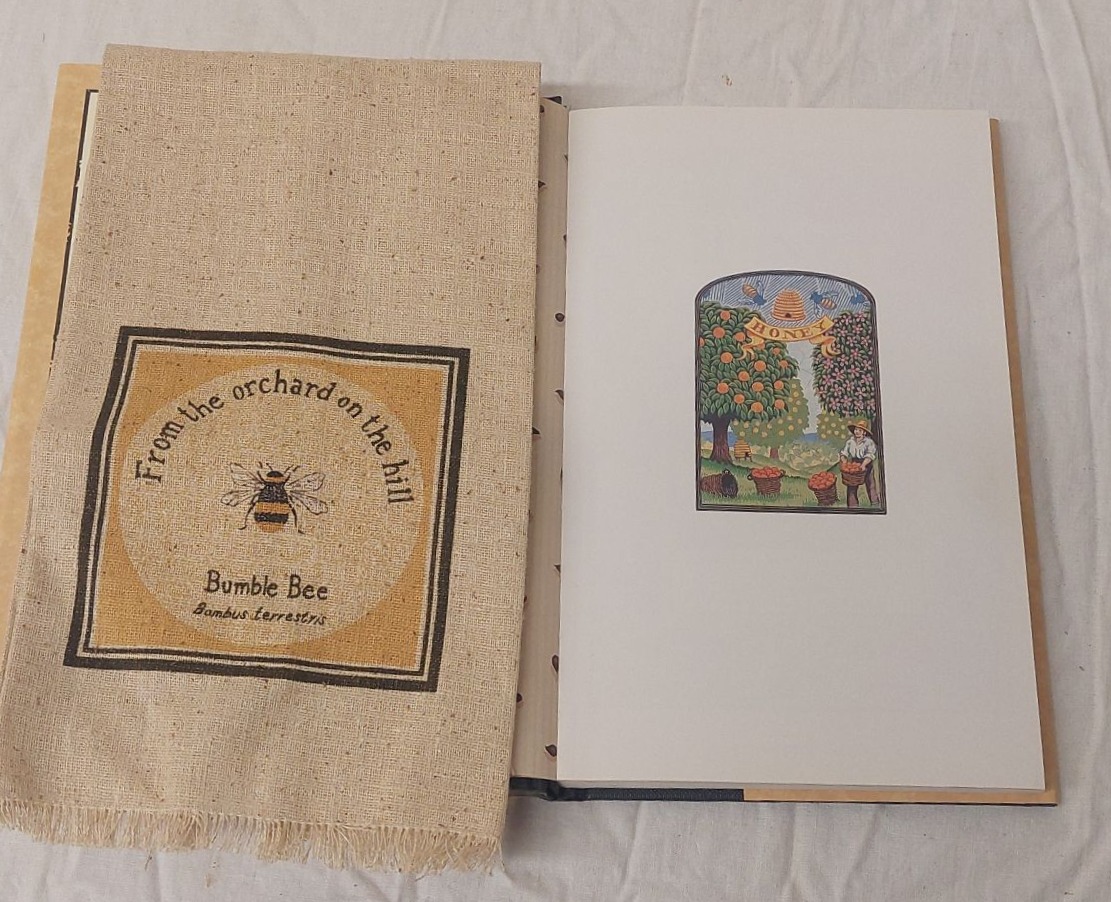 From the orchard on the hill
Bumble Bee
Bombus terrestris
HONEY